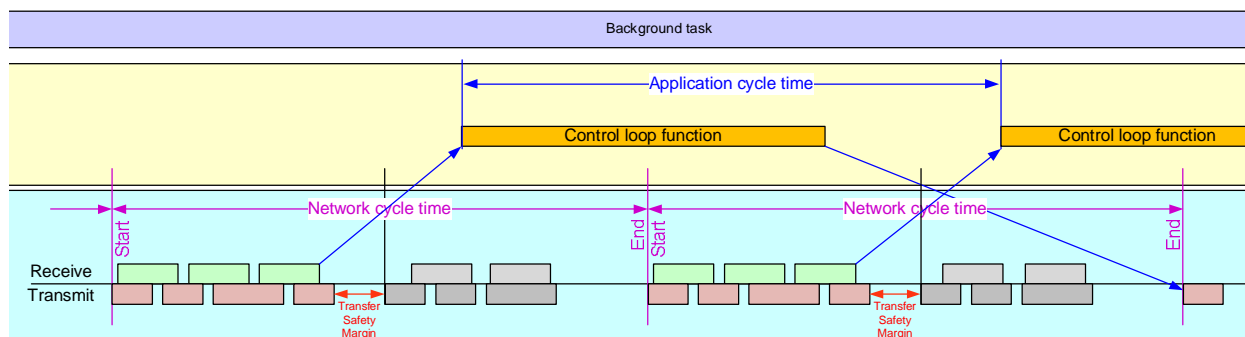 Background task
Application cycle time
Control loop function
Control loop function
Network cycle time
Network cycle time
Start
End
Start
End
Receive
Transmit
Transfer
Safety
Margin
Transfer
Safety
Margin